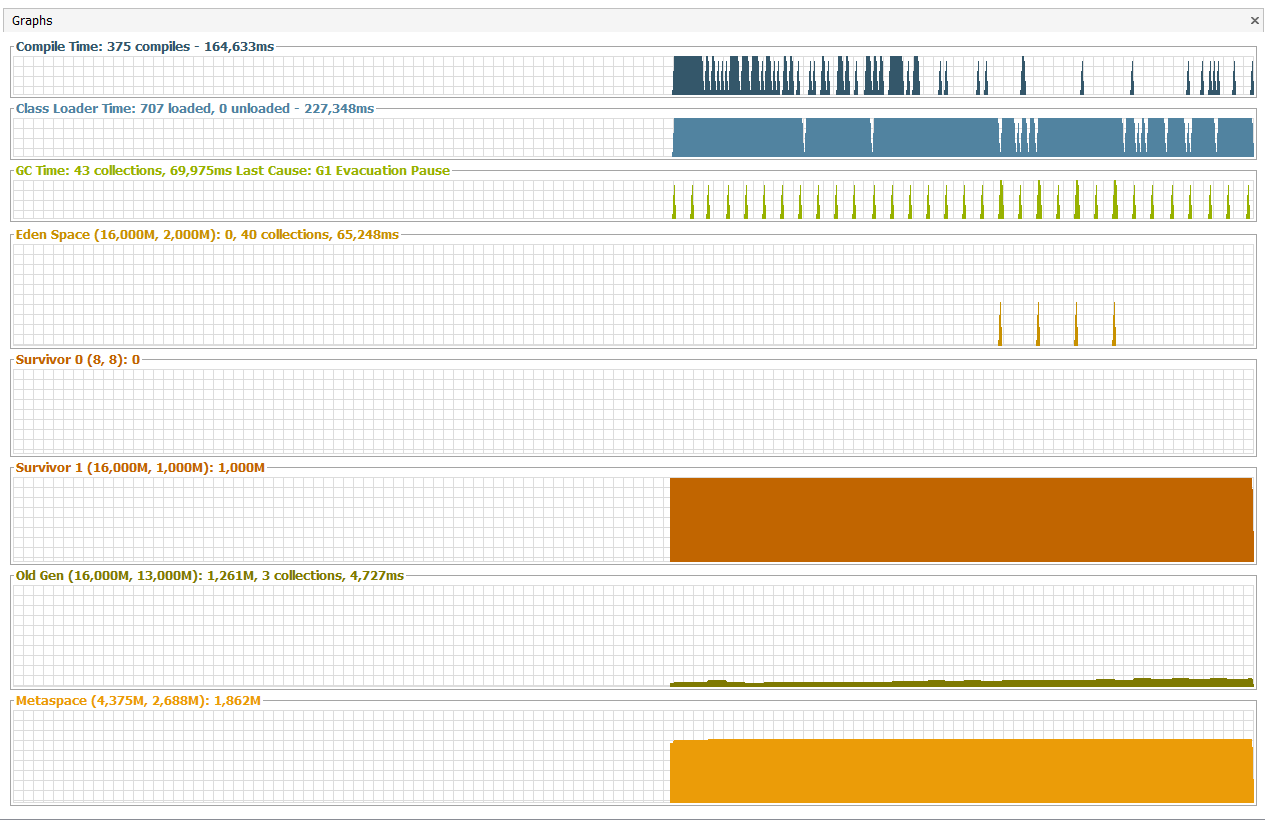 Graphs
Compile Time: 375 compiles - 164,633ms
Class Loader Time: 707 loaded, 0 unloaded - 227,348ms
GC Time: 43 collections, 69,975ms Last Cause: G1 Evacuation Pause
Eden Space (16,000M, 2,000M): 0, 40 collections, 65,248ms
Survivor 0 (8, 8): 0
Survivor 1 (16,000M, 1,000M): 1,000M
Old Gen (16,000M, 13,000M): 1,261M, 3 collections, 4,727ms
Metaspace (4,375M, 2,688M): 1,862M